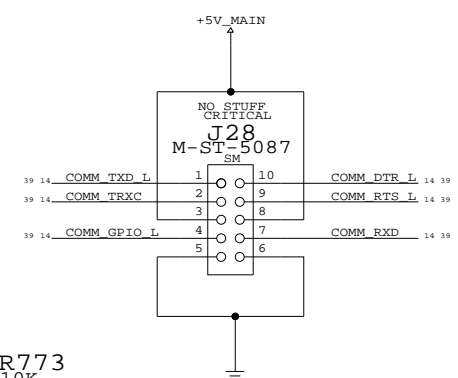 +5V_MAIN
NO STUFF
CRITICAL
J28
M-ST-5087
SM
39 14 COMM_TXD_L 1 10 COMM_DTR_L 14 39
39 14 COMM_TRXC 2 9 COMM_RTS_L 14 39
3 8
39 14 COMM_GPIO_L 4 7 COMM_RXD 14 39
5 6
R773
10K